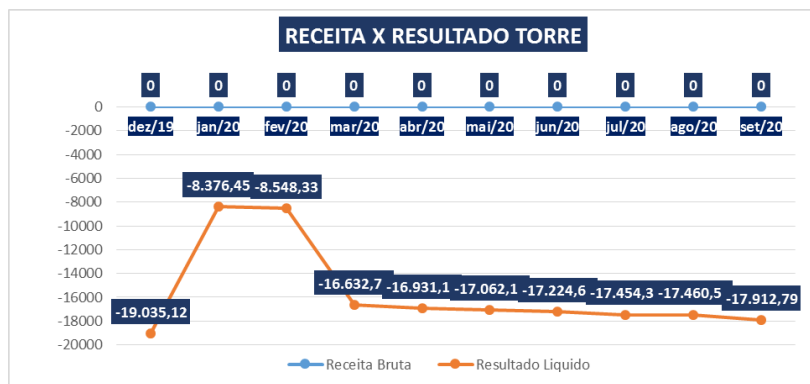 RECEITA X RESULTADO TORRE
0 0 0 0 0 0 0 0 0 0
0
dez/19 jan/20 fev/20 mar/20 abr/20 mai/20 jun/20 jul/20 ago/20 set/20
-2000
-4000
-6000
-8.376,45 -8.548,33
-8000
-10000
-12000
-14000
-16.632,7 -16.931,1 -17.062,1 -17.224,6 -17.454,3 -17.460,5 -17.912,79
-16000
-19.035,12
-18000
-20000
Receita Bruta Resultado Liquido